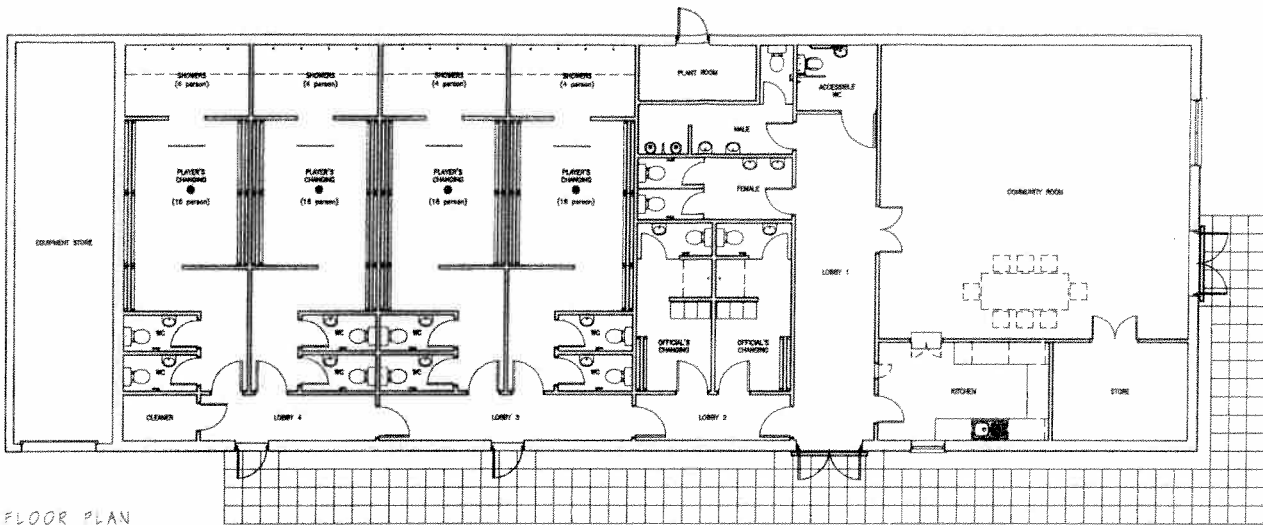 SHOWERS
(4 person)
SHOWERS
(4 person)
SHOWERS
(4 person)
SHOWERS
(4 person)
PLANT ROOM
ACCESSIBLE
WC
MALE
PLAYER'S
CHANGING
(16 person)
PLAYER'S
CHANGING
(16 person)
PLAYER'S
CHANGING
(16 person)
PLAYER'S
CHANGING
(16 person)
FEMALE
COMMUNITY ROOM
EQUIPMENT STORE
LOBBY 1
WC
WC
WC
WC
OFFICIAL'S
CHANGING
OFFICIAL'S
CHANGING
WC
WC
WC
WC
KITCHEN
STORE
CLEANER
LOBBY 4
LOBBY 3
LOBBY 2
FLOOR PLAN